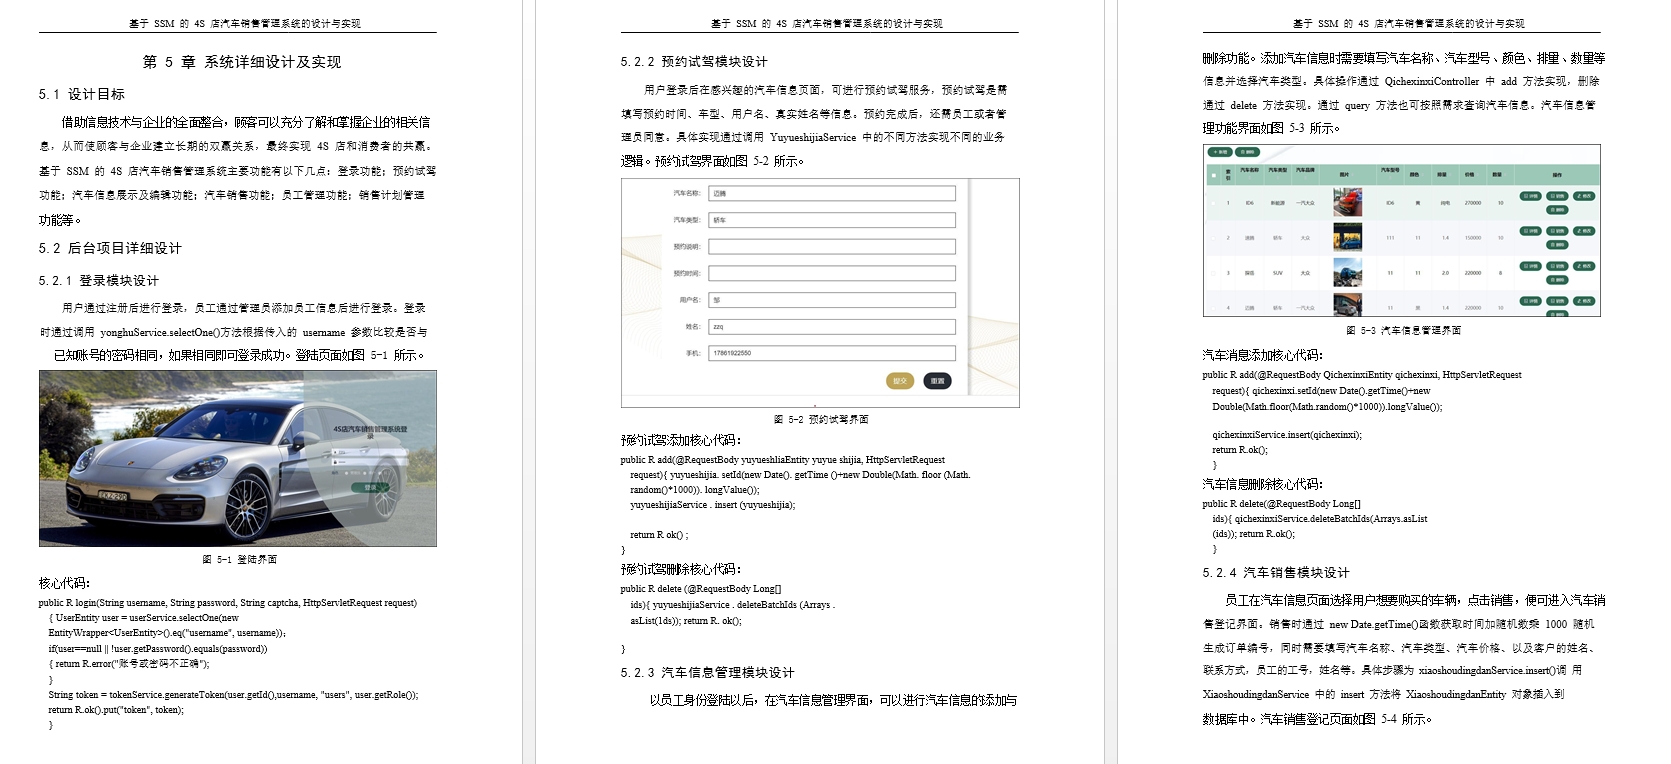 基于 SSM 的 4S 店汽车销售管理系统的设计与实现
第 5 章 系统详细设计及实现
5.1 设计目标
借助信息技术与企业的全面整合，顾客可以充分了解和掌握企业的相关信
息，从而使顾客与企业建立长期的双赢关系，最终实现 4S 店和消费者的共赢。
基于 SSM 的 4S 店汽车销售管理系统主要功能有以下几点：登录功能；预约试驾
功能；汽车信息展示及编辑功能；汽车销售功能；员工管理功能；销售计划管理
功能等。
5.2 后台项目详细设计
5.2.1 登录模块设计
用户通过注册后进行登录，员工通过管理员添加员工信息后进行登录。登录
时通过调用 yonghuService.selectOne()方法根据传入的 username 参数比较是否与
已知账号的密码相同，如果相同即可登录成功。登陆页面如图 5-1 所示。
4S店汽车销售管理系统登
录
登录
图 5-1 登陆界面
核心代码：
public R login(String username, String password, String captcha, HttpServletRequest request)
{ UserEntity user = userService.selectOne(new
EntityWrapper<UserEntity>().eq("username", username));
if(user==null || !user.getPassword().equals(password))
{ return R.error("账号或密码不正确");
}
String token = tokenService.generateToken(user.getId(),username, "users", user.getRole());
return R.ok().put("token", token);
}
基于 SSM 的 4S 店汽车销售管理系统的设计与实现
5.2.2 预约试驾模块设计
用户登录后在感兴趣的汽车信息页面，可进行预约试驾服务，预约试驾是需
填写预约时间、车型、用户名、真实姓名等信息。预约完成后，还需员工或者管
理员同意。具体实现通过调用 YuyueshijiaService 中的不同方法实现不同的业务
逻辑。预约试驾界面如图 5-2 所示。
汽车名称： 迈腾
汽车类型： 轿车
预约说明：
预约时间：
用户名： 邹
姓名： zzq
手机： 17861922550
提交 重置
图 5-2 预约试驾界面
预约试驾添加核心代码：
public R add(@RequestBody YuyueshliaEntity yuyue shijia, HttpServletRequest
request){ yuyueshijia. setId(new Date(). getTime ()+new Double(Math. floor (Math.
random()*1000)). longValue());
yuyueshijiaService . insert (yuyueshijia);
return R. ok() ;
}
预约试驾删除核心代码：
public R delete (@RequestBody Long[]
ids){ yuyueshijiaService . deleteBatchIds (Arrays .
asList(1ds)); return R. ok();
}
5.2.3 汽车信息管理模块设计
以员工身份登陆以后，在汽车信息管理界面，可以进行汽车信息的添加与
基于 SSM 的 4S 店汽车销售管理系统的设计与实现
删除功能。添加汽车信息时需要填写汽车名称、汽车型号、颜色、排量、数量等
信息并选择汽车类型。具体操作通过 QichexinxiController 中 add 方法实现，删除
通过 delete 方法实现。通过 query 方法也可按照需求查询汽车信息。汽车信息管
理功能界面如图 5-3 所示。
+ 新增 删除
索引 汽车名称 汽车类型 汽车品牌 图片 汽车型号 颜色 排量 价格 数量 操作
1 ID6 新能源 一汽大众 ID6 黄 纯电 270000 10 详情 销售 修改
删除
2 速腾 轿车 大众 111 111 1.4 150000 10 详情 销售 修改
删除
3 探岳 SUV 大众 11 11 2.0 220000 8 详情 销售 修改
删除
4 迈腾 轿车 一汽大众 11 黑 1.4 220000 10 详情 销售 修改
删除
图 5-3 汽车信息管理界面
汽车消息添加核心代码：
public R add(@RequestBody QichexinxiEntity qichexinxi, HttpServletRequest
request){ qichexinxi.setId(new Date().getTime()+new
Double(Math.floor(Math.random()*1000)).longValue());
qichexinxiService.insert(qichexinxi);
return R.ok();
}
汽车信息删除核心代码：
public R delete(@RequestBody Long[]
ids){ qichexinxiService.deleteBatchIds(Arrays.asList
(ids)); return R.ok();
}
5.2.4 汽车销售模块设计
员工在汽车信息页面选择用户想要购买的车辆，点击销售，便可进入汽车销
售登记界面。销售时通过 new Date.getTime()函数获取时间加随机数乘 1000 随机
生成订单编号，同时需要填写汽车名称、汽车类型、汽车价格、以及客户的姓名、
联系方式，员工的工号，姓名等。具体步骤为 xiaoshoudingdanService.insert()调 用
XiaoshoudingdanService 中的 insert 方法将 XiaoshoudingdanEntity 对象插入到
数据库中。汽车销售登记页面如图 5-4 所示。